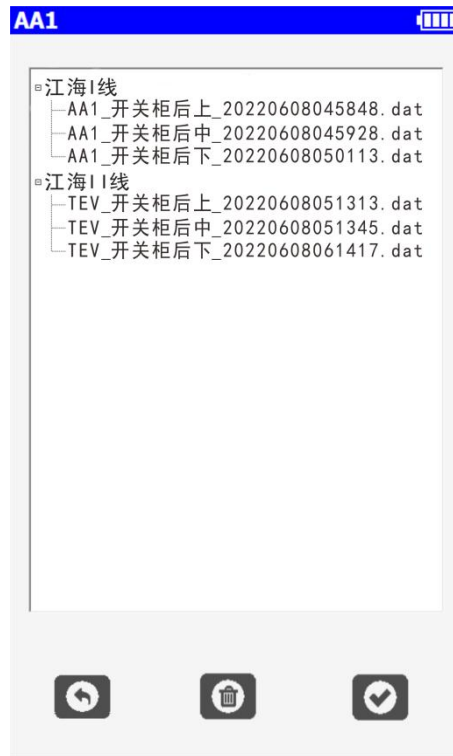 AA1
江海I线
AA1_开关柜后上_20220608045848.dat
AA1_开关柜后中_20220608045928.dat
AA1_开关柜后下_20220608050113.dat
江海II线
TEV_开关柜后上_20220608051313.dat
TEV_开关柜后中_20220608051345.dat
TEV_开关柜后下_20220608061417.dat